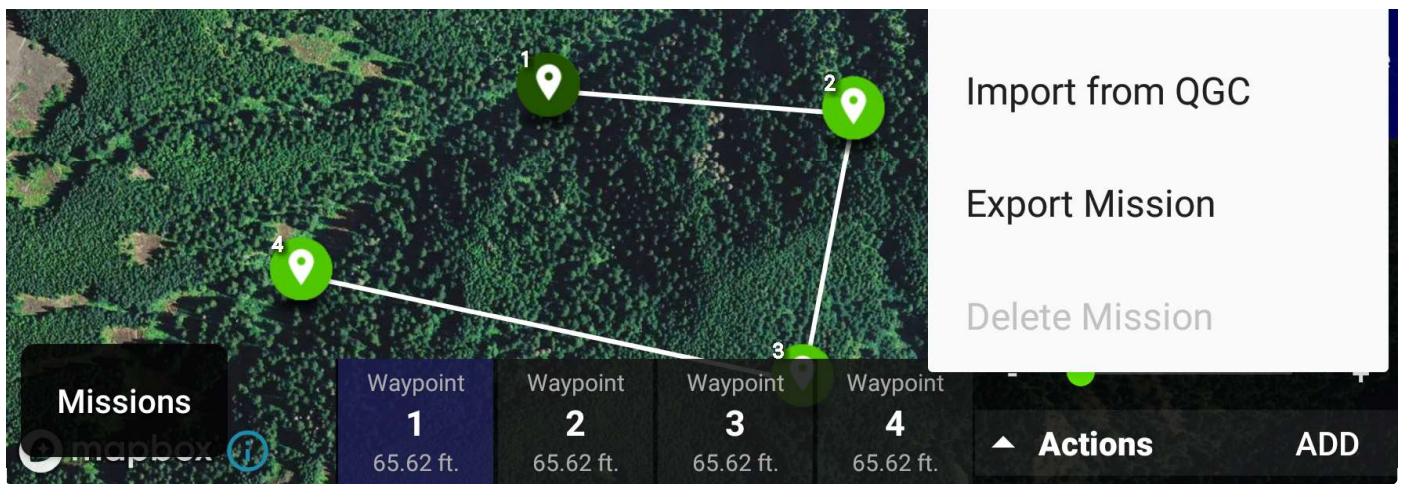 1
2
Import from QGC
Export Mission
4
Delete Mission
3
Missions
mapbox
i
Waypoint
1
65.62 ft.
Waypoint
2
65.62 ft.
Waypoint
3
65.62 ft.
Waypoint
4
65.62 ft.
-
+
Actions
ADD